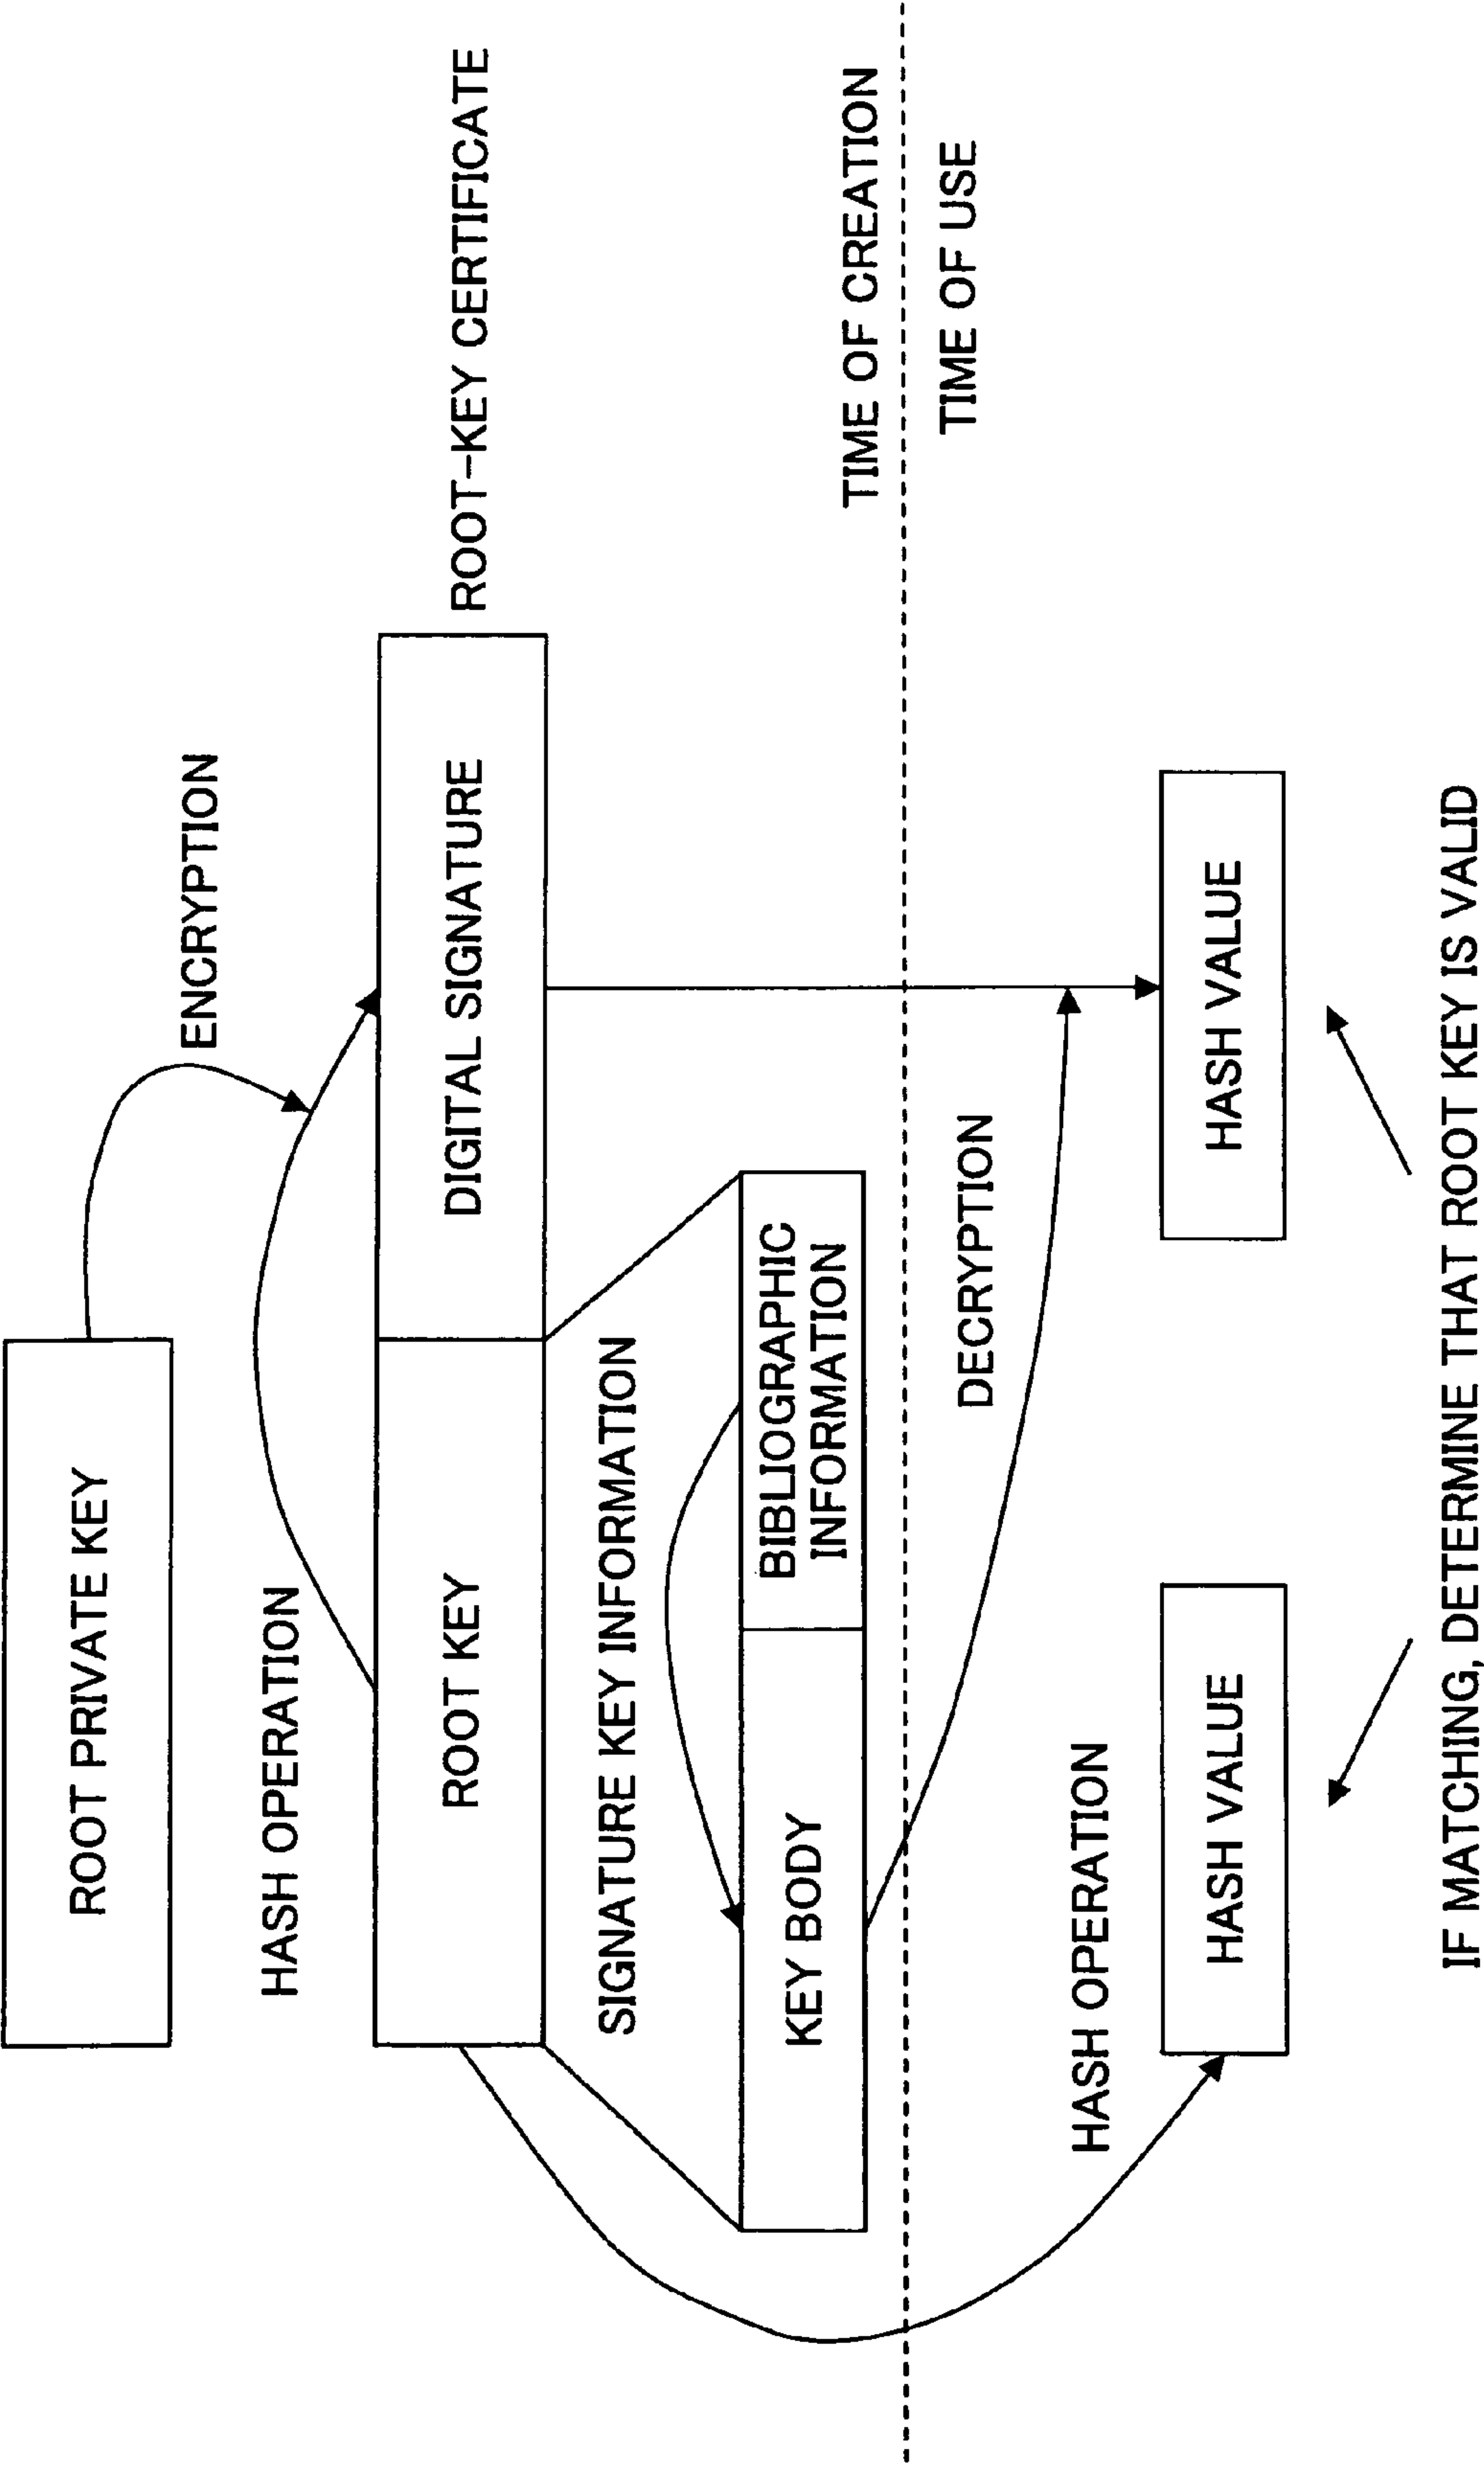 ROOT PRIVATE KEY
ENCRYPTION
HASH OPERATION
ROOT KEY
DIGITAL SIGNATURE
ROOT-KEY CERTIFICATE
SIGNATURE KEY INFORMATION
KEY BODY
BIBLIOGRAPHIC
INFORMATION
TIME OF CREATION
TIME OF USE
DECRYPTION
HASH OPERATION
HASH VALUE
HASH VALUE
IF MATCHING, DETERMINE THAT ROOT KEY IS VALID